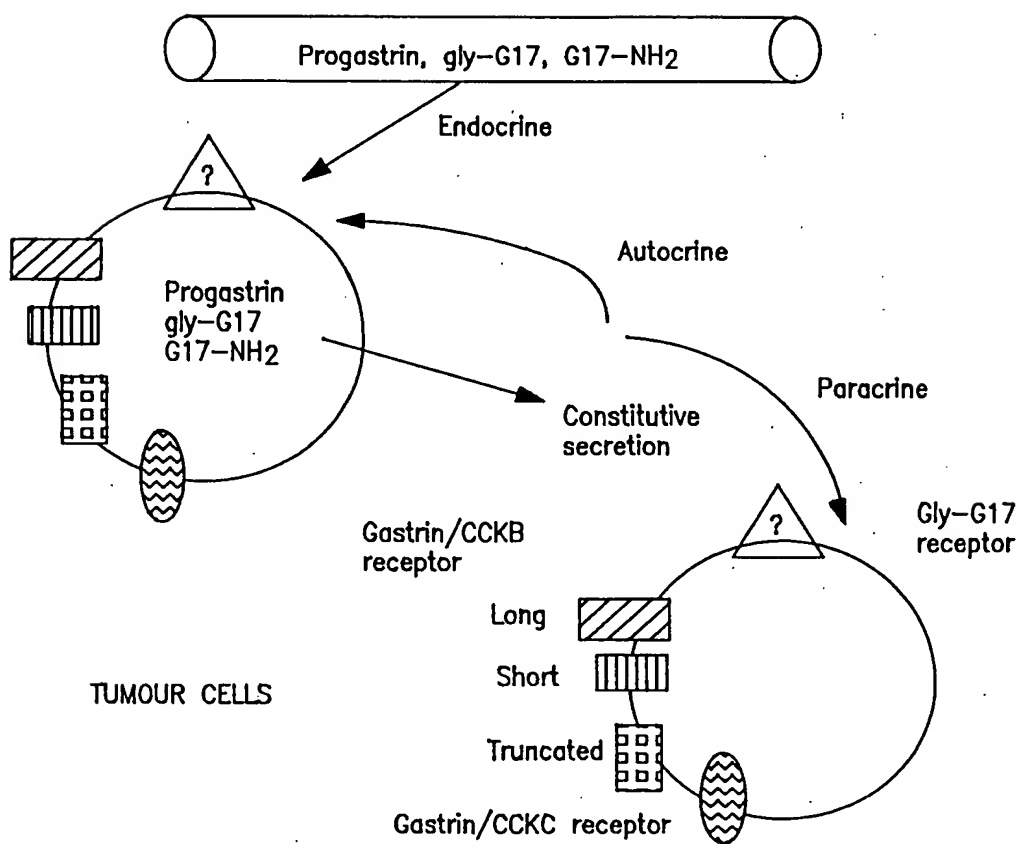 Progastrin, gly-G17, G17-NH2
Endocrine
?
Autocrine
Progastrin
gly-G17
G17-NH2
Paracrine
Constitutive
secretion
Gly-G17
receptor
?
Gastrin/CCKB
receptor
Long
Short
TUMOUR CELLS
Truncated
Gastrin/CCKC receptor